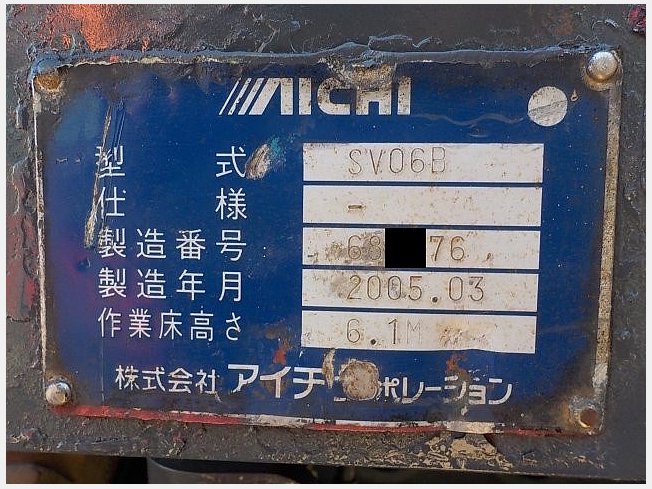 AICHI
型式 SV06B
仕様 -
製造番号 68 76
製造年月 2005.03
作業床高さ 6.1M
株式会社 アイチ ポレーション